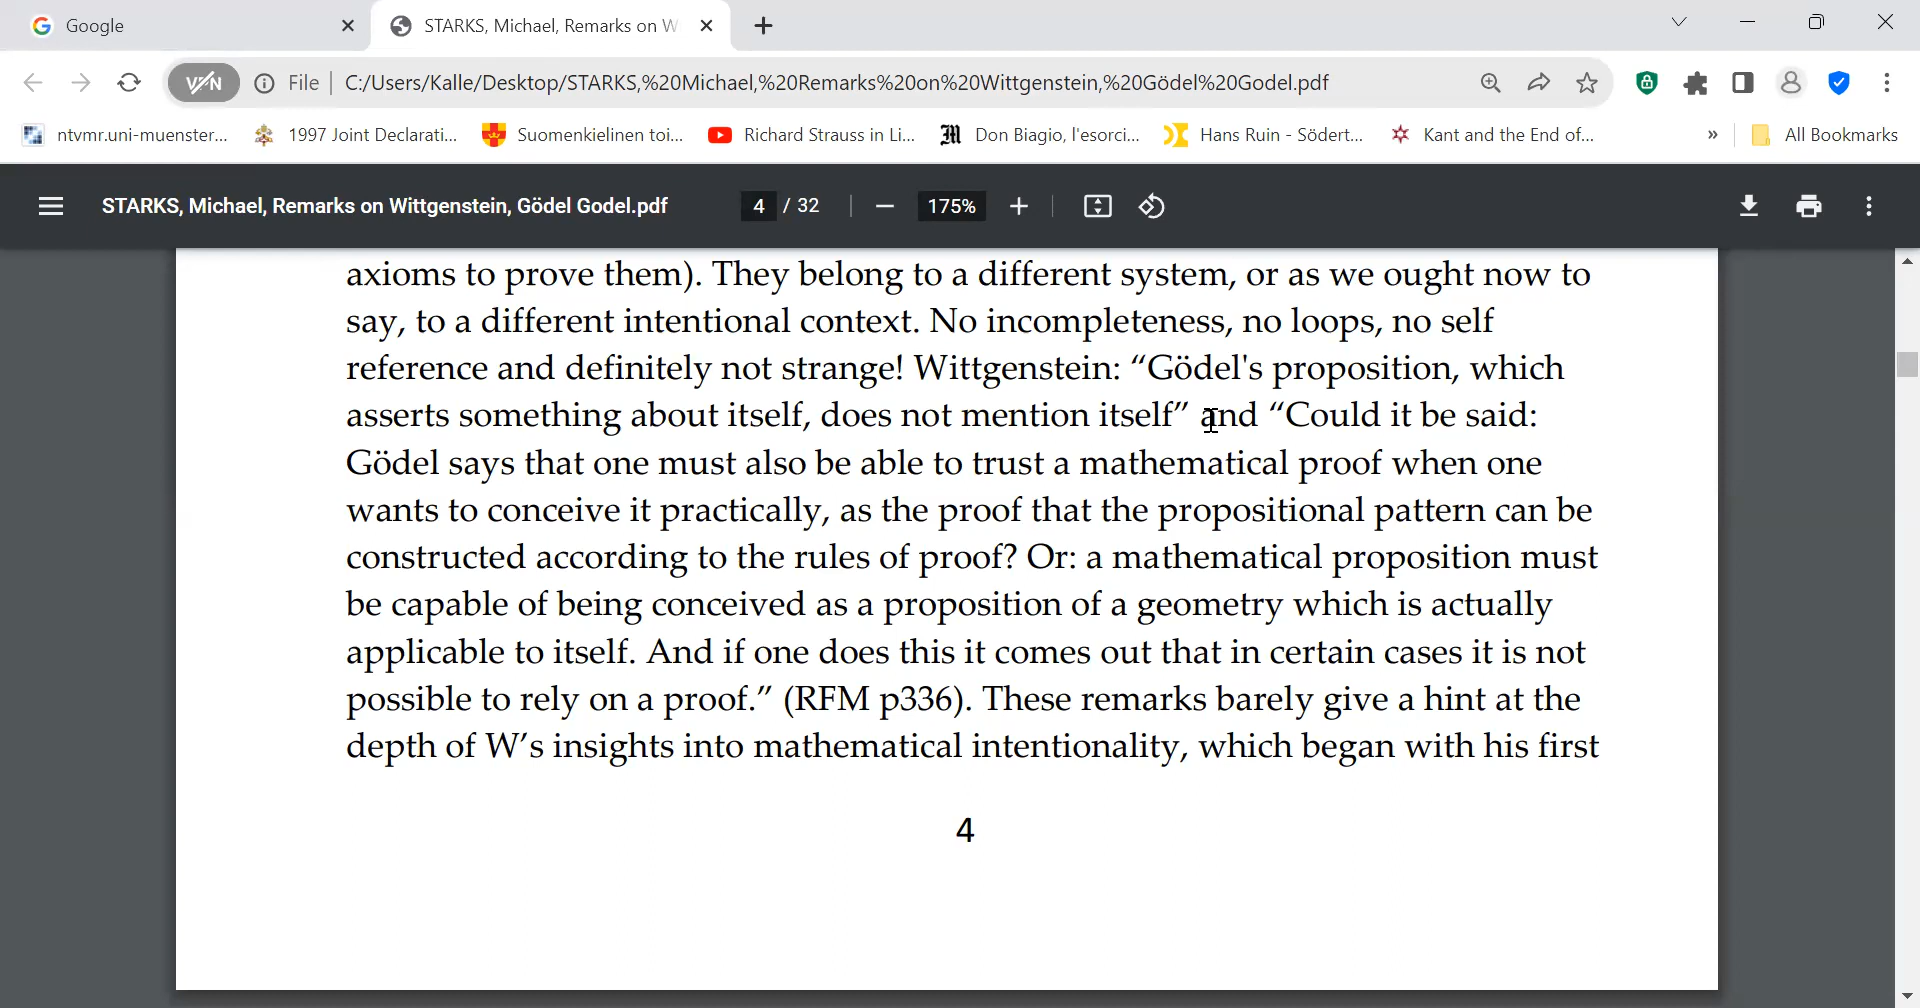 Google
STARKS, Michael, Remarks on W
VPN
File
C:/Users/Kalle/Desktop/STARKS,%20Michael,%20Remarks%20on%20Wittgenstein,%20Gödel%20Godel.pdf
ntvmr.uni-muenster...
1997 Joint Declarati...
Suomenkielinen toi...
Richard Strauss in Li...
Don Biagio, l'esorci...
Hans Ruin - Södert...
Kant and the End of...
»
All Bookmarks
STARKS, Michael, Remarks on Wittgenstein, Gödel Godel.pdf
4 / 32
175%
axioms to prove them). They belong to a different system, or as we ought now to
say, to a different intentional context. No incompleteness, no loops, no self
reference and definitely not strange! Wittgenstein: “Gödel's proposition, which
asserts something about itself, does not mention itself” and “Could it be said:
Gödel says that one must also be able to trust a mathematical proof when one
wants to conceive it practically, as the proof that the propositional pattern can be
constructed according to the rules of proof? Or: a mathematical proposition must
be capable of being conceived as a proposition of a geometry which is actually
applicable to itself. And if one does this it comes out that in certain cases it is not
possible to rely on a proof.” (RFM p336). These remarks barely give a hint at the
depth of W’s insights into mathematical intentionality, which began with his first
4